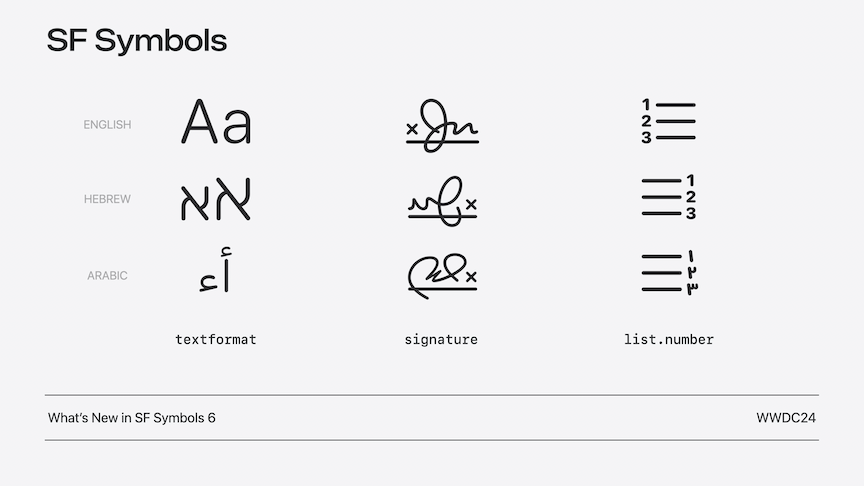 SF Symbols
ENGLISH
Aa
×
1
2
3
HEBREW
אא
×
1
2
3
ARABIC
أء
×
١
٢
٣
textformat
signature
list.number
What's New in SF Symbols 6
WWDC24